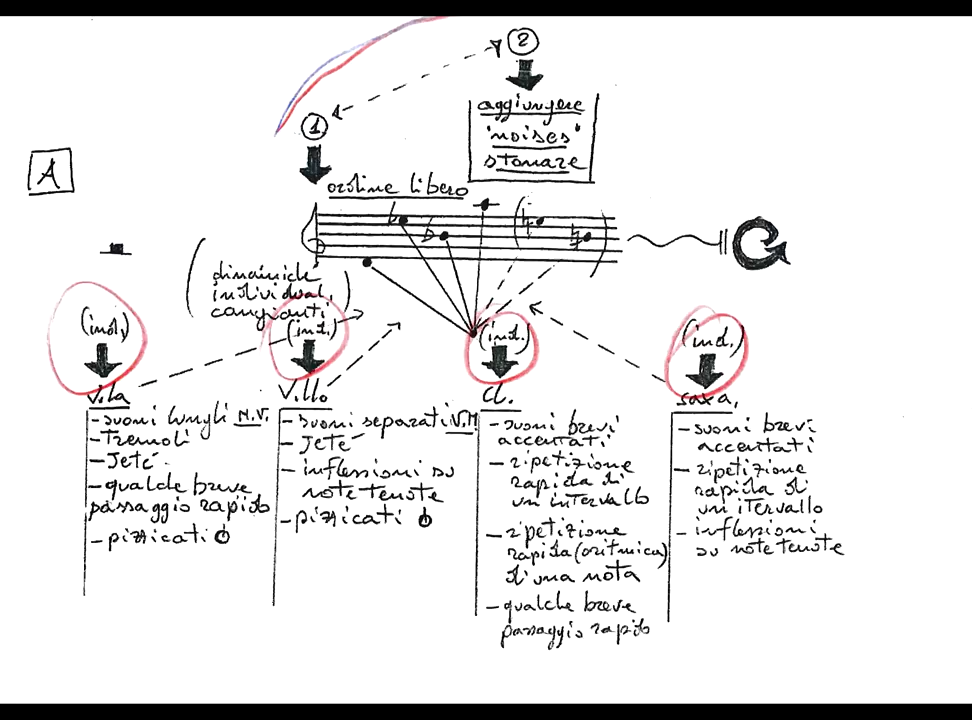 2
1
aggiungere
"noises"
stonare
A
ordine libero
(dinamiche
individuali
cangianti)
(ind.)
(ind.)
(ind.)
(ind.)
V.la
- suoni lunghi N.V.
- Tremoli
- Jeté.
- qualche breve
passaggio rapido
- pizzicati
V.llo
- suoni separati V.M
- Jeté
- inflessioni su
note tenute
- pizzicati
Cl.
- suoni brevi
accentati
- ripetizione
rapida di
un intervallo
- ripetizione
rapida (aritmica)
di una nota
- qualche breve
passaggio rapido
saxa.
- suoni brevi
accentati
- ripetizione
rapida di
un itervallo
- inflessioni
su note tenute